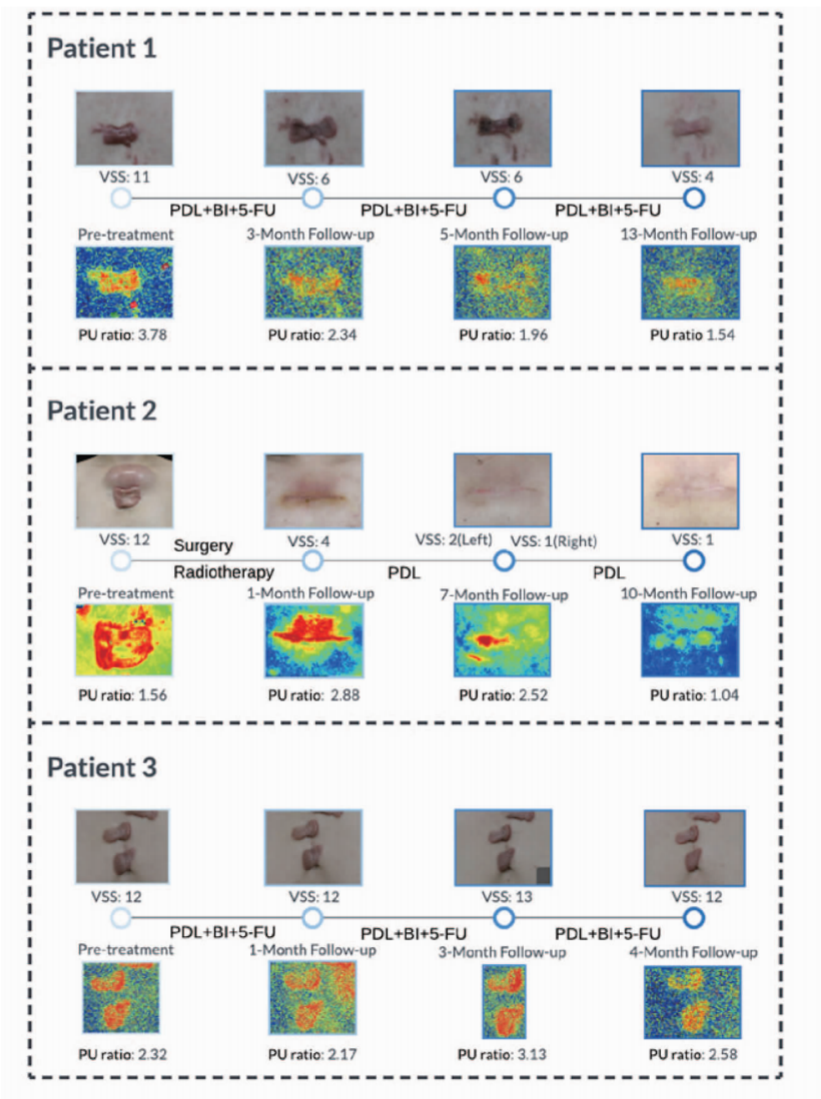 Patient 1
VSS: 11 VSS: 6 VSS: 6 VSS: 4
PDL+BI+5-FU PDL+BI+5-FU PDL+BI+5-FU
Pre-treatment 3-Month Follow-up 5-Month Follow-up 13-Month Follow-up
PU ratio: 3.78 PU ratio: 2.34 PU ratio: 1.96 PU ratio 1.54
Patient 2
VSS: 12 VSS: 4 VSS: 2(Left) VSS: 1(Right) VSS: 1
Surgery
Radiotherapy PDL PDL
Pre-treatment 1-Month Follow-up 7-Month Follow-up 10-Month Follow-up
PU ratio: 1.56 PU ratio: 2.88 PU ratio: 2.52 PU ratio: 1.04
Patient 3
VSS: 12 VSS: 12 VSS: 13 VSS: 12
PDL+BI+5-FU PDL+BI+5-FU PDL+BI+5-FU
Pre-treatment 1-Month Follow-up 3-Month Follow-up 4-Month Follow-up
PU ratio: 2.32 PU ratio: 2.17 PU ratio: 3.13 PU ratio: 2.58